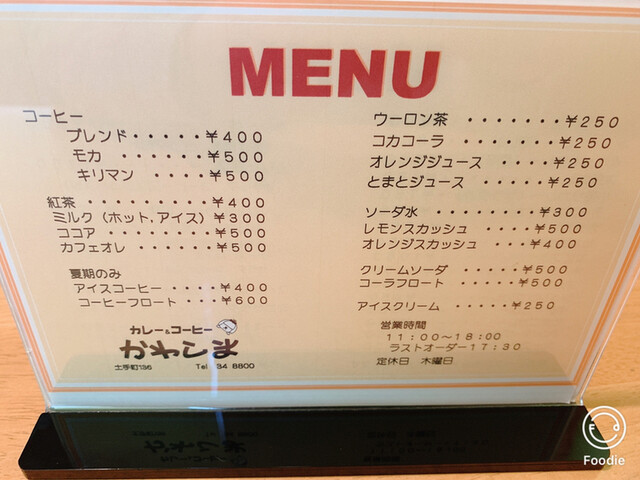 MENU
コーヒー
ブレンド・・・・・￥400
モカ ・・・・・・￥500
キリマン ・・・・￥500
紅茶 ・・・・・・・・￥400
ミルク（ホット，アイス）￥300
ココア ・・・・・・・￥500
カフェオレ ・・・・・・￥500
夏期のみ
アイスコーヒー ・・・・￥400
コーヒーフロート ・・・￥600
カレー&コーヒー
かわしま
土手町136 Tel 34 8800
ウーロン茶 ・・・・・・・￥250
コカコーラ ・・・・・・・￥250
オレンジジュース ・・・・￥250
とまとジュース ・・・・・￥250
ソーダ水 ・・・・・・・・￥300
レモンスカッシュ ・・・・￥500
オレンジスカッシュ ・・・￥400
クリームソーダ ・・・・・￥500
コーラフロート ・・・・・￥500
アイスクリーム ・・・・・￥250
営業時間
11：00～18：00
ラストオーダー17：30
定休日 木曜日
Foodie